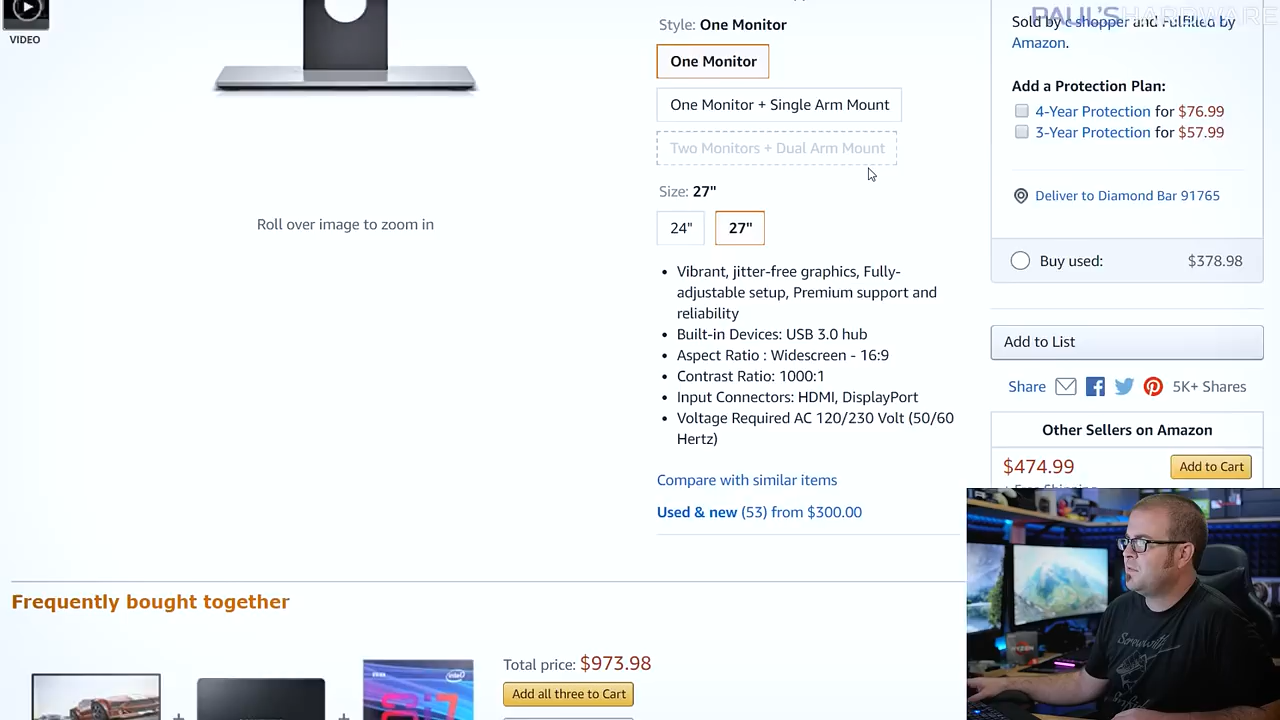 PAUL'S HARDWARE
VIDEO
Style: One Monitor
One Monitor
One Monitor + Single Arm Mount
Two Monitors + Dual Arm Mount
Size: 27"
24"
27"
Roll over image to zoom in
• Vibrant, jitter-free graphics, Fully-
adjustable setup, Premium support and
reliability
• Built-in Devices: USB 3.0 hub
• Aspect Ratio : Widescreen - 16:9
• Contrast Ratio: 1000:1
• Input Connectors: HDMI, DisplayPort
• Voltage Required AC 120/230 Volt (50/60
Hertz)
Compare with similar items
Used & new (53) from $300.00
Sold by c-shopper and Fulfilled by
Amazon.
Add a Protection Plan:
4-Year Protection for $76.99
3-Year Protection for $57.99
Deliver to Diamond Bar 91765
Buy used: $378.98
Add to List
Share
5K+ Shares
Other Sellers on Amazon
$474.99
Add to Cart
+ Free Shipping
Frequently bought together
+
+
intel
Total price: $973.98
Add all three to Cart
RYZEN
Screwwith